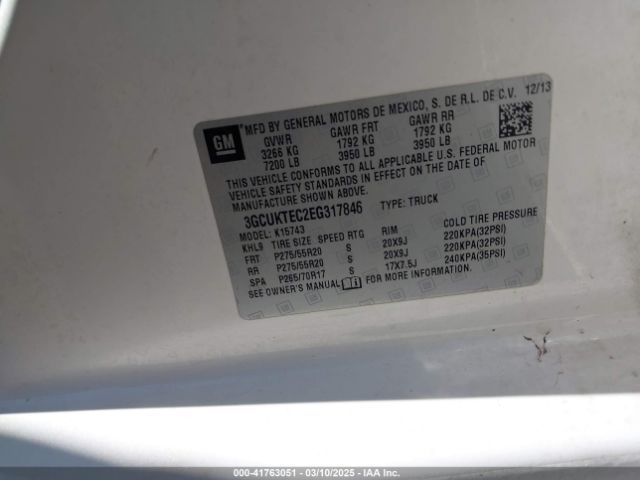 GM
MFD BY GENERAL MOTORS DE MEXICO, S. DE R.L. DE C.V. 12/13
GVWR GAWR FRT GAWR RR
3266 KG 1792 KG 1792 KG
7200 LB 3950 LB 3950 LB
THIS VEHICLE CONFORMS TO ALL APPLICABLE U.S. FEDERAL MOTOR
VEHICLE SAFETY STANDARDS IN EFFECT ON THE DATE OF
MANUFACTURE SHOWN ABOVE.
3GCUKTEC2EG317846 TYPE: TRUCK
MODEL: K15743
KHL9 TIRE SIZE SPEED RTG RIM COLD TIRE PRESSURE
FRT P275/55R20 S 20X9J 220KPA(32PSI)
RR P275/55R20 S 20X9J 220KPA(32PSI)
SPA P265/70R17 S 17X7.5J 240KPA(35PSI)
SEE OWNER'S MANUAL FOR MORE INFORMATION.
000-41763051 - 03/10/2025 - IAA, Inc.